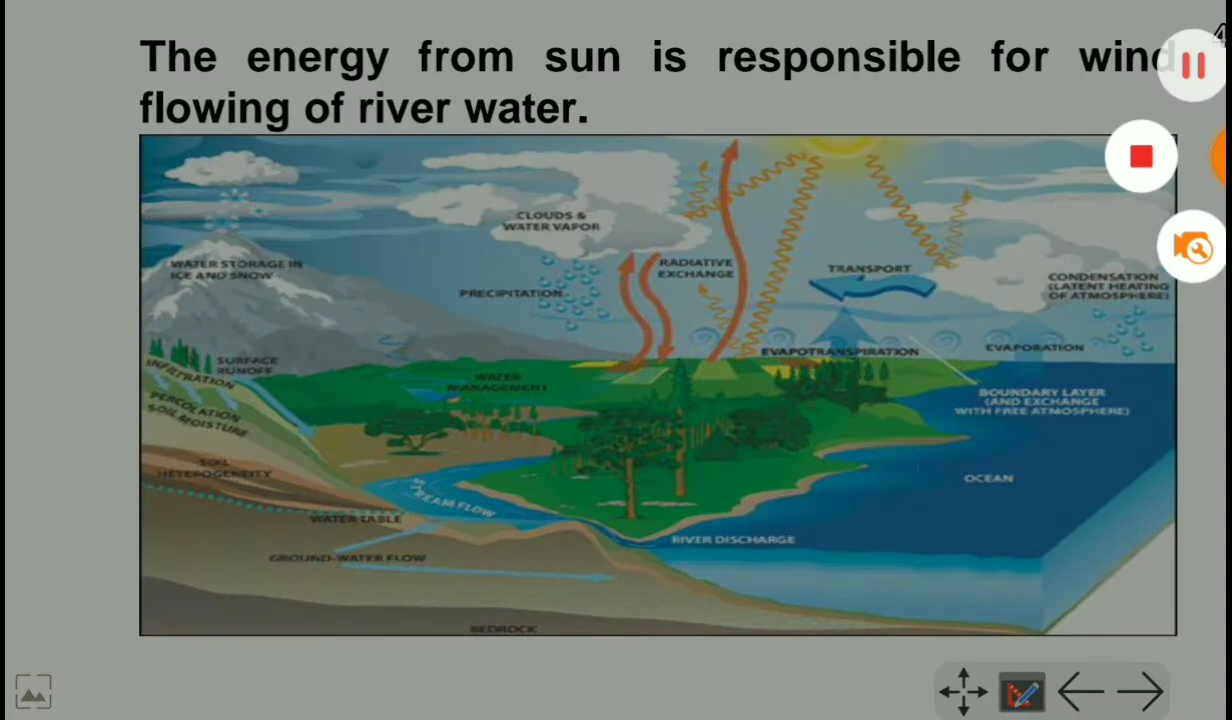 The energy from sun is responsible for wind
flowing of river water.
CLOUDS &
WATER VAPOR
WATER STORAGE IN
ICE AND SNOW
RADIATIVE
EXCHANGE
TRANSPORT
CONDENSATION
(LATENT HEATING
OF ATMOSPHERE)
PRECIPITATION
EVAPOTRANSPIRATION
EVAPORATION
SURFACE
RUNOFF
INFILTRATION
WATER
MANAGEMENT
BOUNDARY LAYER
(AND EXCHANGE
WITH FREE ATMOSPHERE)
PERCOLATION
SOIL MOISTURE
SOIL
HETEROGENEITY
OCEAN
STREAM FLOW
WATER TABLE
RIVER DISCHARGE
GROUND-WATER FLOW
BEDROCK